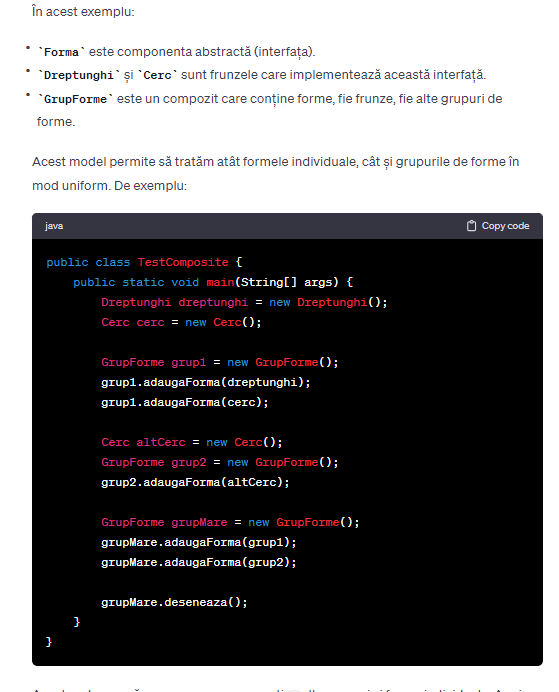 În acest exemplu:
• `Forma` este componenta abstractă (interfața).
• `Dreptunghi` și `Cerc` sunt frunzele care implementează această interfață.
• `GrupForme` este un compozit care conține forme, fie frunze, fie alte grupuri de
forme.
Acest model permite să tratăm atât formele individuale, cât și grupurile de forme în
mod uniform. De exemplu:
java Copy code
public class TestComposite {
    public static void main(String[] args) {
        Dreptunghi dreptunghi = new Dreptunghi();
        Cerc cerc = new Cerc();
        GrupForme grup1 = new GrupForme();
        grup1.adaugaForma(dreptunghi);
        grup1.adaugaForma(cerc);
        Cerc altCerc = new Cerc();
        GrupForme grup2 = new GrupForme();
        grup2.adaugaForma(altCerc);
        GrupForme grupMare = new GrupForme();
        grupMare.adaugaForma(grup1);
        grupMare.adaugaForma(grup2);
        grupMare.deseneaza();
    }
}